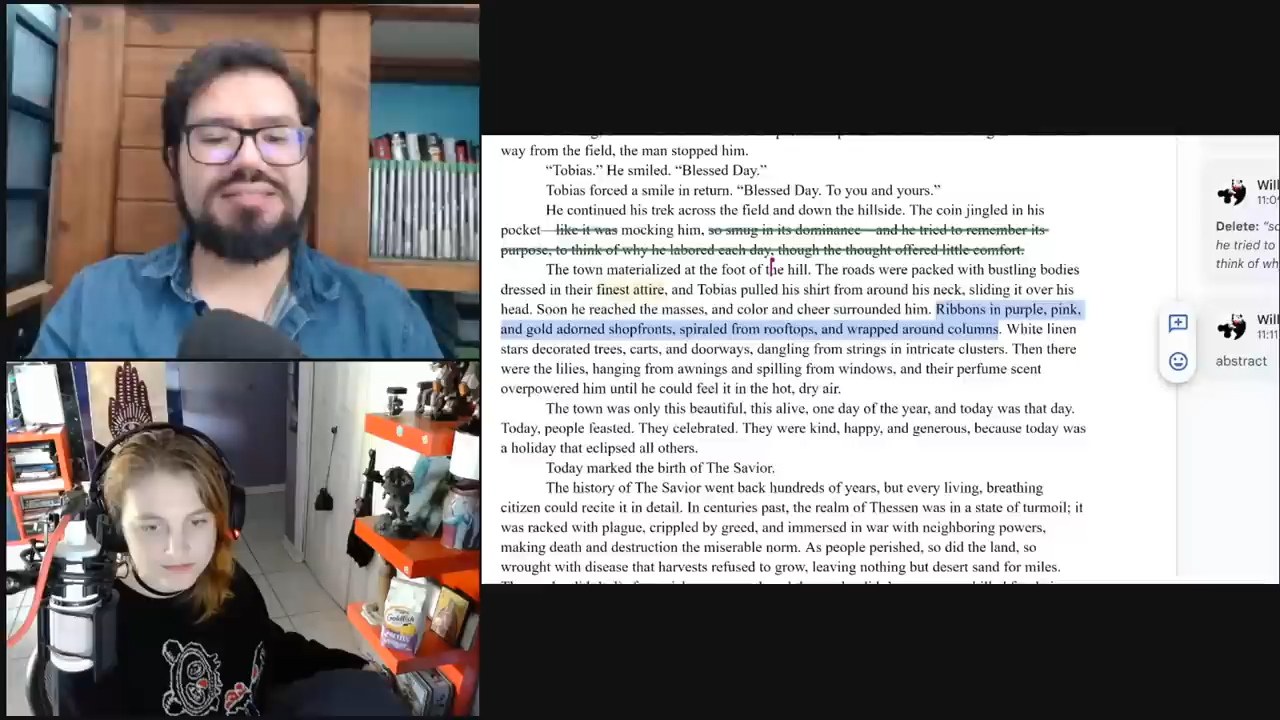 way from the field, the man stopped him.
“Tobias.” He smiled. “Blessed Day.”
Tobias forced a smile in return. “Blessed Day. To you and yours.”
He continued his trek across the field and down the hillside. The coin jingled in his
pocket—like it was mocking him, so smug in its dominance—and he tried to remember its
purpose, to think of why he labored each day, though the thought offered little comfort.
The town materialized at the foot of the hill. The roads were packed with bustling bodies
dressed in their finest attire, and Tobias pulled his shirt from around his neck, sliding it over his
head. Soon he reached the masses, and color and cheer surrounded him. Ribbons in purple, pink,
and gold adorned shopfronts, spiraled from rooftops, and wrapped around columns. White linen
stars decorated trees, carts, and doorways, dangling from strings in intricate clusters. Then there
were the lilies, hanging from awnings and spilling from windows, and their perfume scent
overpowered him until he could feel it in the hot, dry air.
The town was only this beautiful, this alive, one day of the year, and today was that day.
Today, people feasted. They celebrated. They were kind, happy, and generous, because today was
a holiday that eclipsed all others.
Today marked the birth of The Savior.
The history of The Savior went back hundreds of years, but every living, breathing
citizen could recite it in detail. In centuries past, the realm of Thessen was in a state of turmoil; it
was racked with plague, crippled by greed, and immersed in war with neighboring powers,
making death and destruction the miserable norm. As people perished, so did the land, so
wrought with disease that harvests refused to grow, leaving nothing but desert sand for miles.
Will
11:0
Delete: “so
he tried to
think of wh
Will
11:11
abstract
Goldfish
PRETZEL